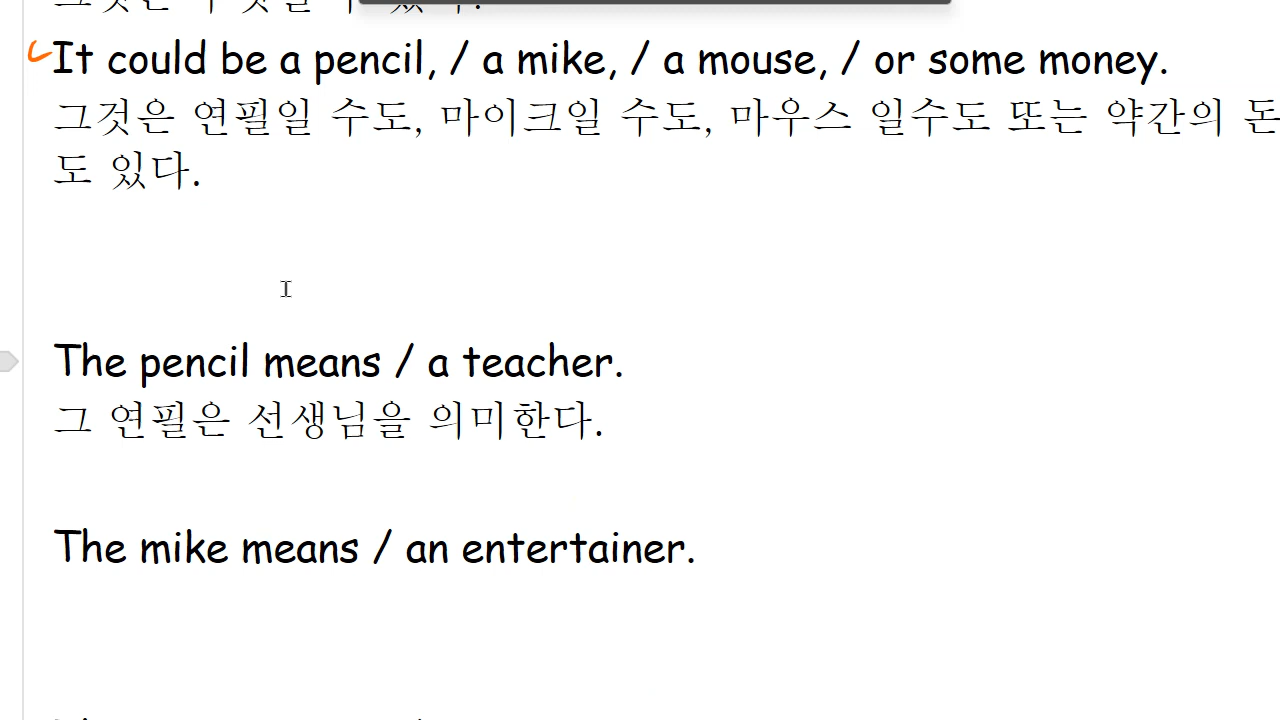 It could be a pencil, / a mike, / a mouse, / or some money.
그것은 연필일 수도, 마이크일 수도, 마우스 일수도 또는 약간의 돈
도 있다.
The pencil means / a teacher.
그 연필은 선생님을 의미한다.
The mike means / an entertainer.